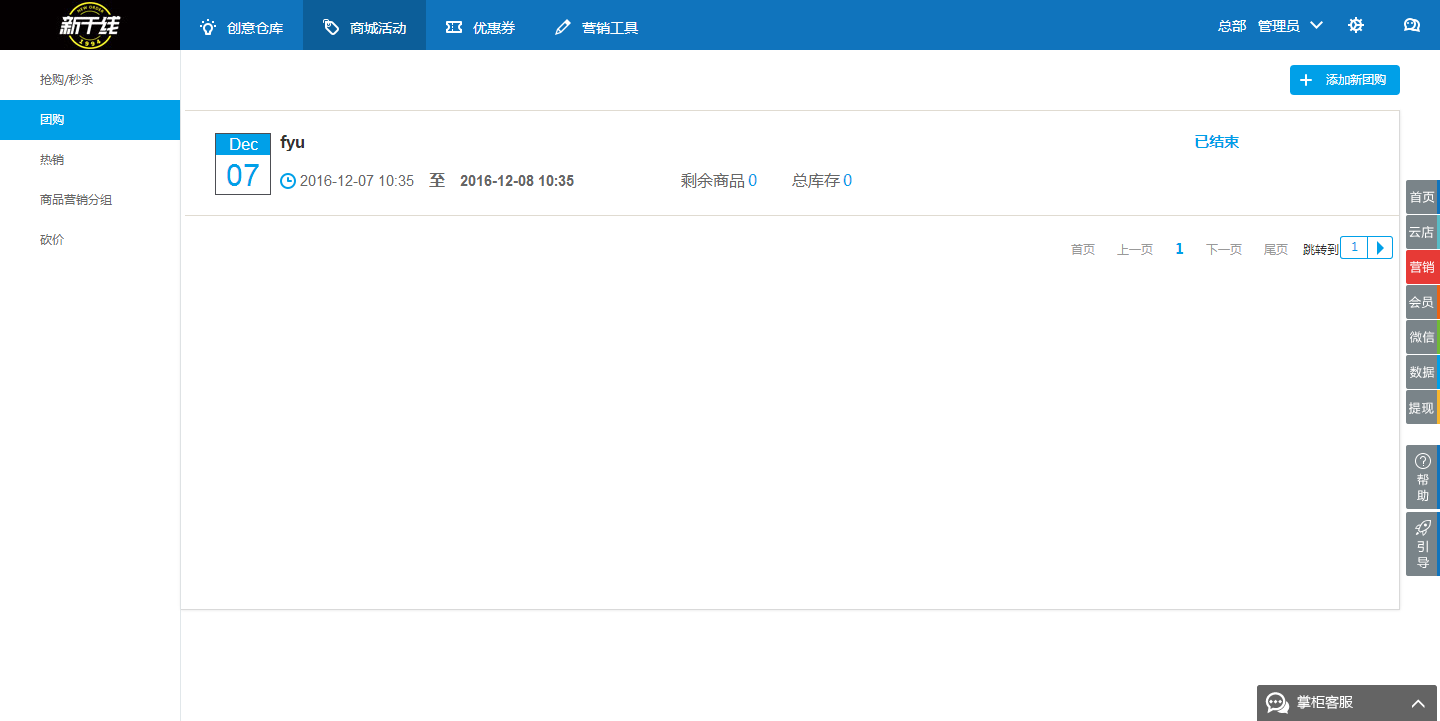 NEW ORDER
新干线
1994
创意仓库 商城活动 优惠券 营销工具
总部 管理员
抢购/秒杀
团购
热销
商品营销分组
砍价
添加新团购
Dec
07
fyu
已结束
2016-12-07 10:35 至 2016-12-08 10:35 剩余商品 0 总库存 0
首页 上一页 1 下一页 尾页 跳转到 1
首页
云店
营销
会员
微信
数据
提现
帮
助
引
导
掌柜客服